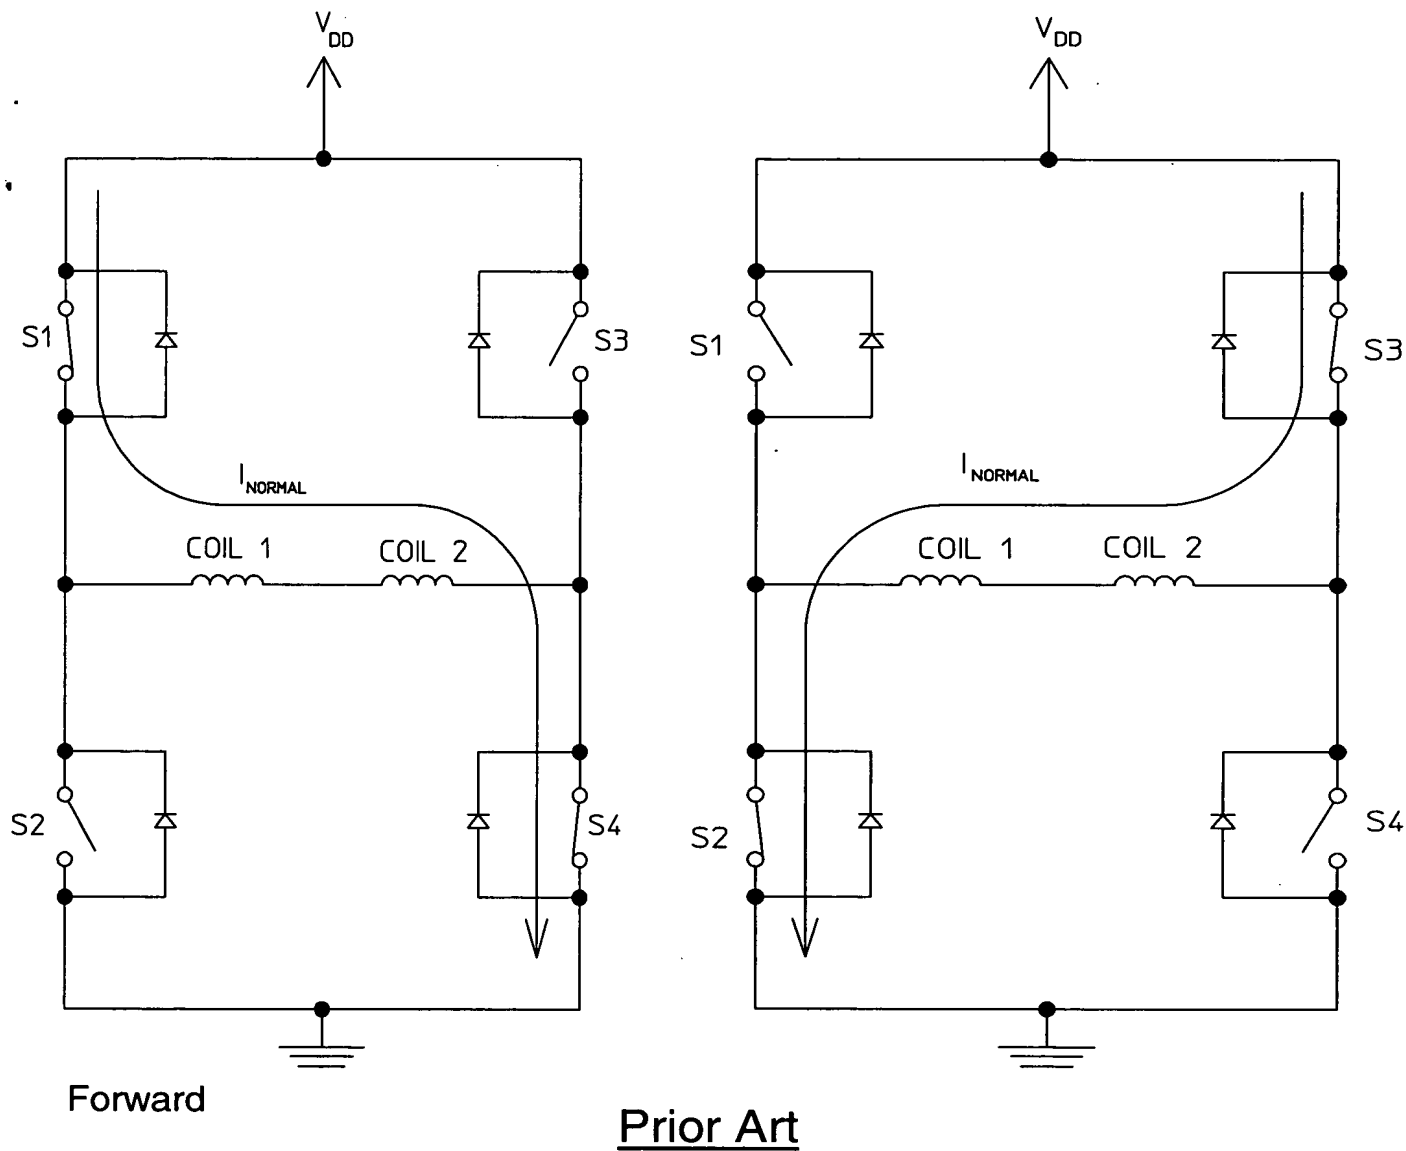 VDD
VDD
S1
S3
S1
S3
INORMAL
INORMAL
COIL 1
COIL 2
COIL 1
COIL 2
S2
S4
S2
S4
Forward
Prior Art